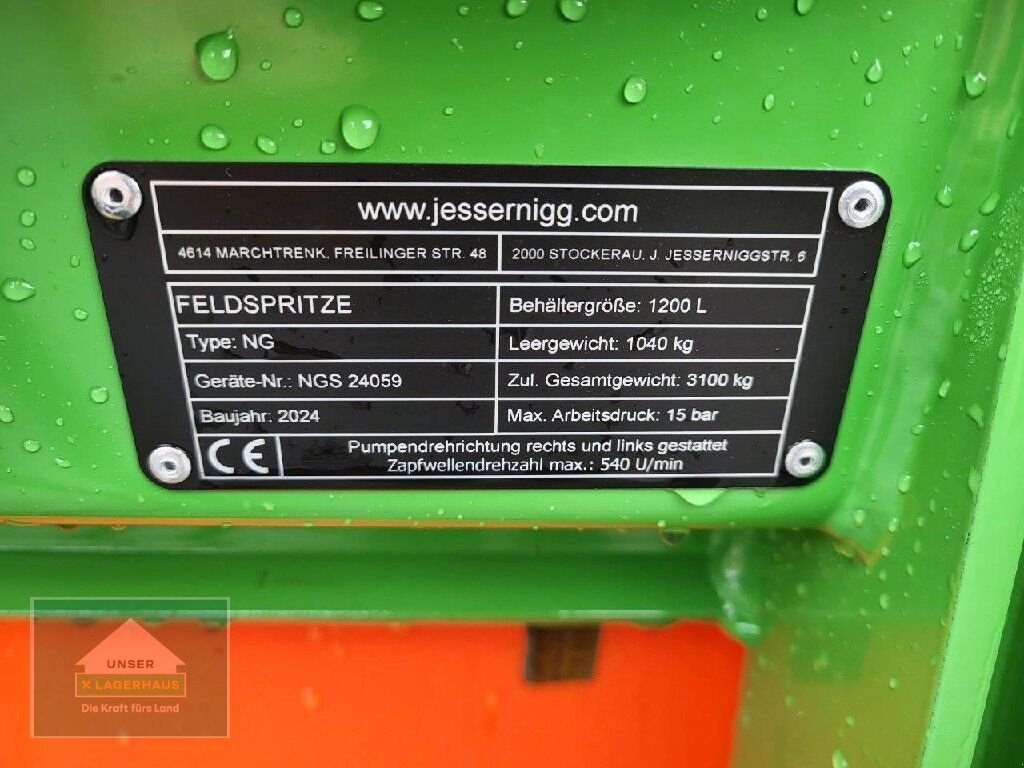 www.jessernigg.com
4614 MARCHTRENK. FREILINGER STR. 48
2000 STOCKERAU. J. JESSERNIGGSTR. 6
FELDSPRITZE
Behältergröße: 1200 L
Type: NG
Leergewicht: 1040 kg
Geräte-Nr.: NGS 24059
Zul. Gesamtgewicht: 3100 kg
Baujahr: 2024
Max. Arbeitsdruck: 15 bar
CE
Pumpendrehrichtung rechts und links gestattet
Zapfwellendrehzahl max.: 540 U/min
UNSER
X LAGERHAUS
Die Kraft fürs Land